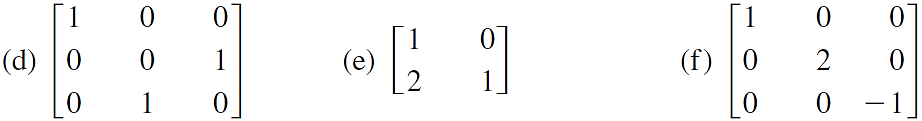 (d) [1 0 0
0 0 1
0 1 0] (e) [1 0
2 1] (f) [1 0 0
0 2 0
0 0 −1]